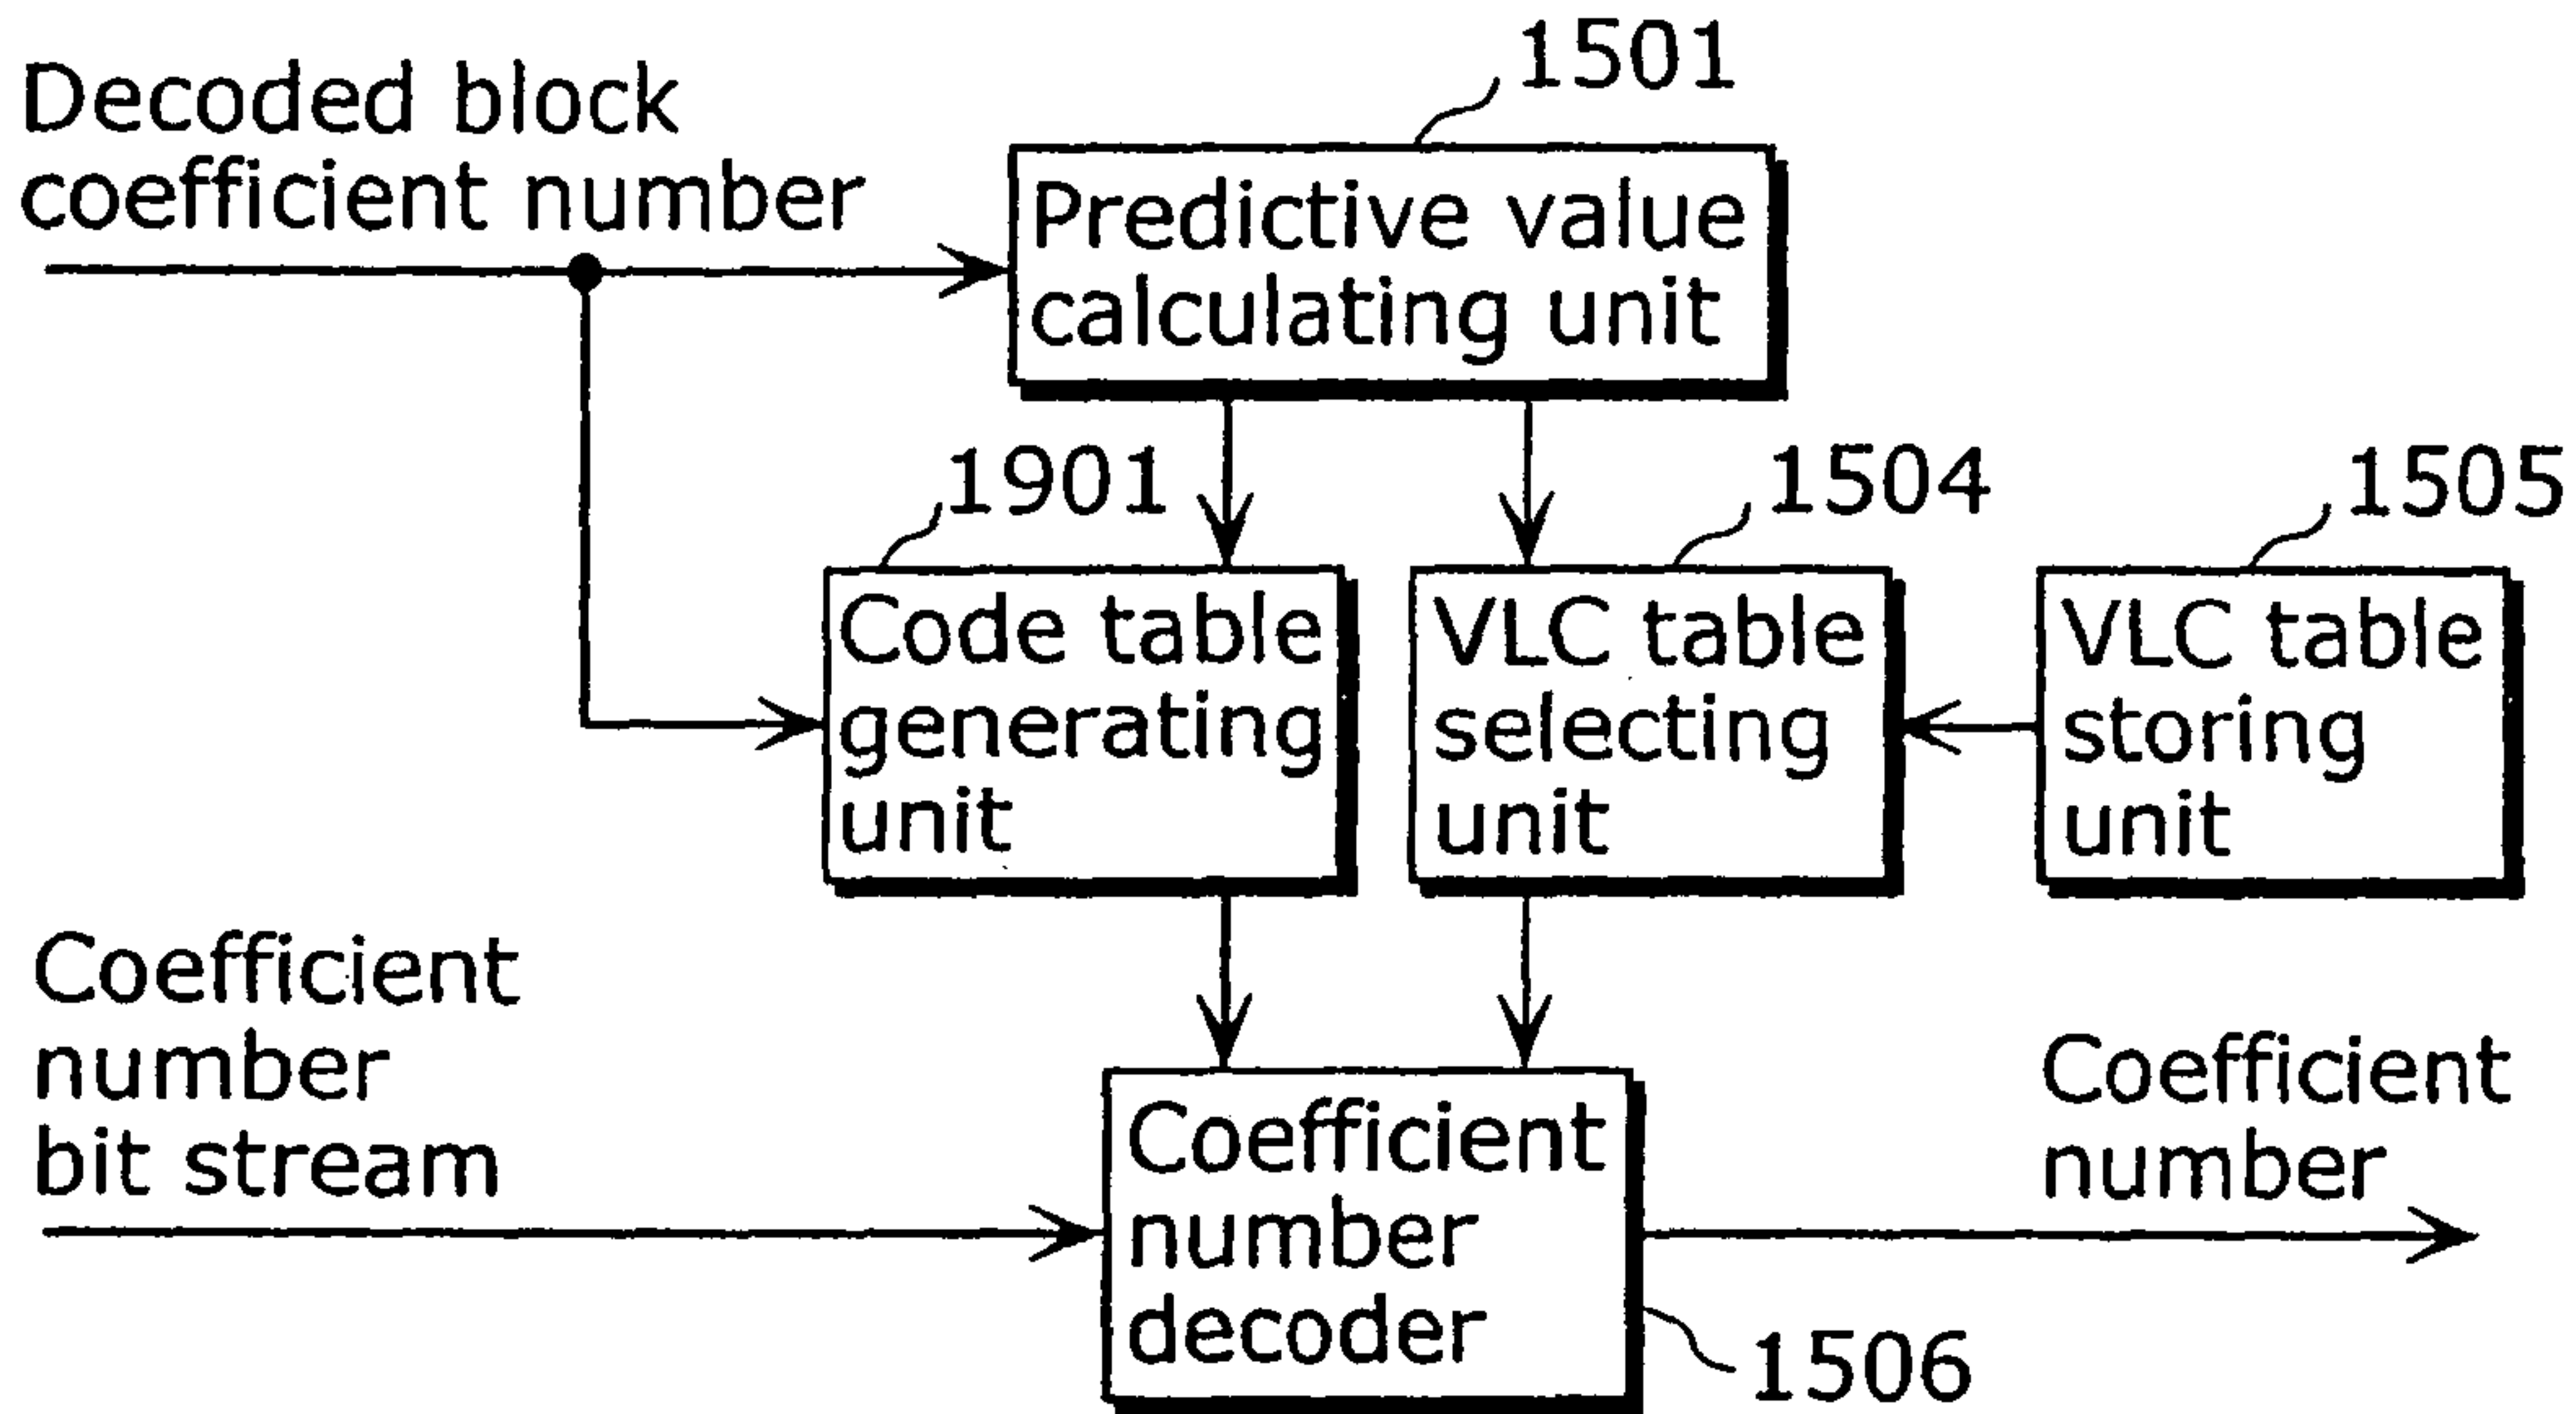 1501
Decoded block
coefficient number
Predictive value
calculating unit
1901
1504
1505
Code table
generating
unit
VLC table
selecting
unit
VLC table
storing
unit
Coefficient
number
bit stream
Coefficient
number
decoder
Coefficient
number
1506